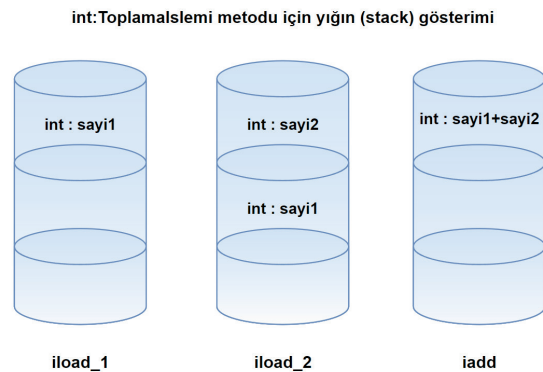 int:ToplamaIslemi metodu için yığın (stack) gösterimi
int : sayi1
int : sayi2
int : sayi1+sayi2
int : sayi1
iload_1
iload_2
iadd